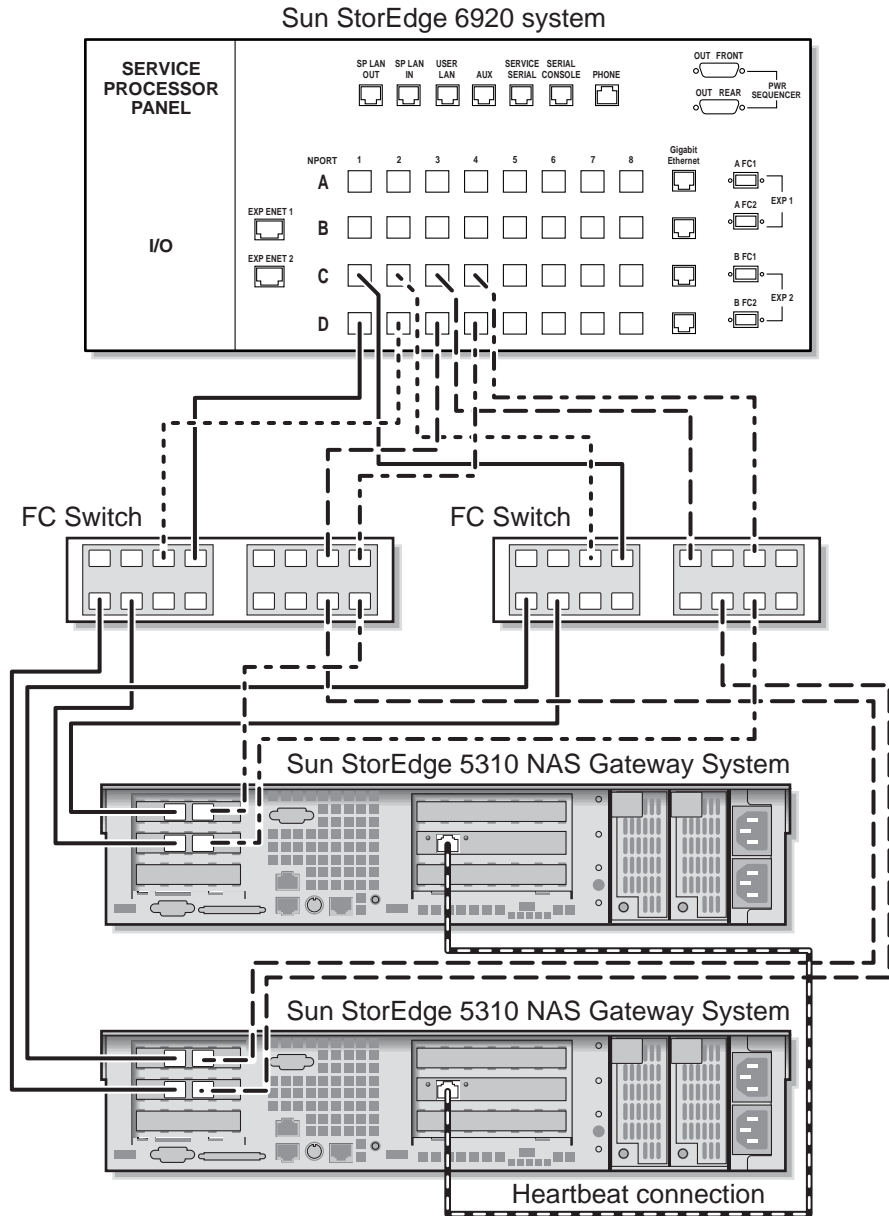 Sun StorEdge 6920 system
SERVICE
PROCESSOR
PANEL
I/O
SP LAN
OUT
SP LAN
IN
USER
LAN
AUX
SERVICE
SERIAL
SERIAL
CONSOLE
PHONE
OUT FRONT
OUT REAR
PWR
SEQUENCER
NPORT 1 2 3 4 5 6 7 8
Gigabit
Ethernet
A
B
C
D
EXP ENET 1
EXP ENET 2
A FC1
A FC2
EXP 1
B FC1
B FC2
EXP 2
FC Switch
FC Switch
Sun StorEdge 5310 NAS Gateway System
Sun StorEdge 5310 NAS Gateway System
Heartbeat connection